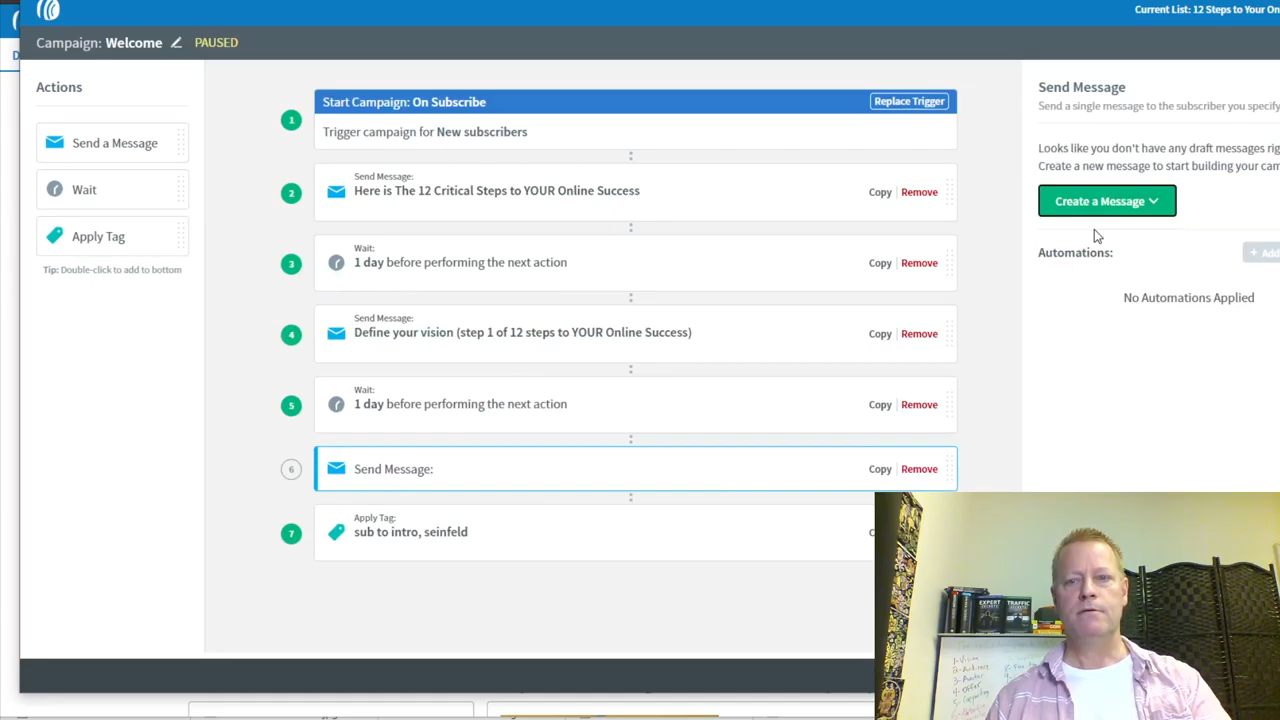 Current List: 12 Steps to Your On
Campaign: Welcome PAUSED
Actions
Send a Message
Wait
Apply Tag
Tip: Double-click to add to bottom
1
Start Campaign: On Subscribe
Replace Trigger
Trigger campaign for New subscribers
2
Send Message:
Here is The 12 Critical Steps to YOUR Online Success
Copy
Remove
3
Wait:
1 day before performing the next action
Copy
Remove
4
Send Message:
Define your vision (step 1 of 12 steps to YOUR Online Success)
Copy
Remove
5
Wait:
1 day before performing the next action
Copy
Remove
6
Send Message:
Copy
Remove
7
Apply Tag:
sub to intro, seinfeld
Send Message
Send a single message to the subscriber you specify
Looks like you don't have any draft messages rig
Create a new message to start building your cam
Create a Message
Automations:
+ Add
No Automations Applied
EXPERT
SECRETS
TRAFFIC
SECRETS